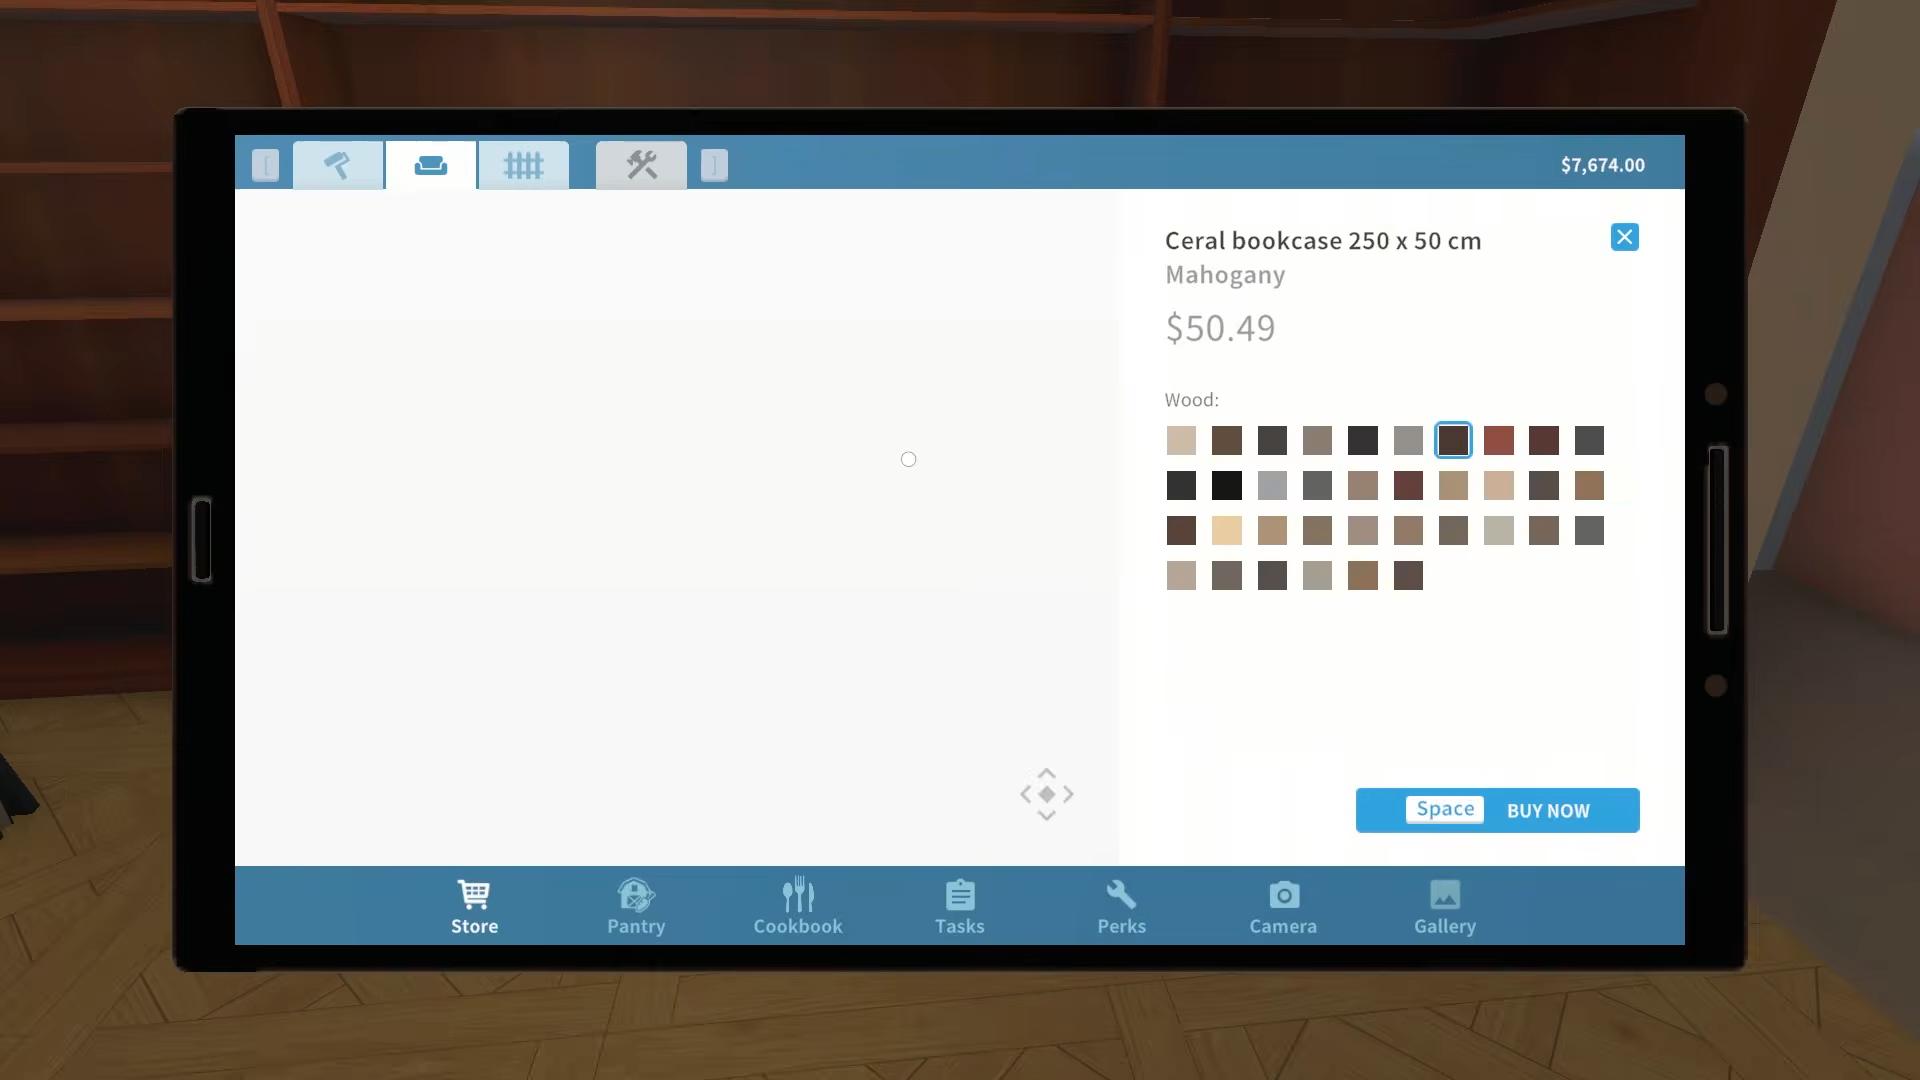 [
]
$7,674.00
Ceral bookcase 250 x 50 cm
Mahogany
$50.49
Wood:
Space BUY NOW
Store Pantry Cookbook Tasks Perks Camera Gallery